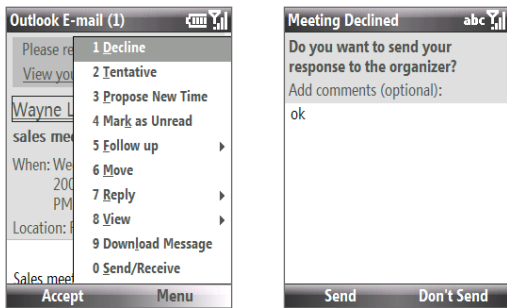 Outlook E-mail (1)
Please re
View you
Wayne L
sales mee
When: We
200
PM
Location: F
Sales meet
1 Decline
2 Tentative
3 Propose New Time
4 Mark as Unread
5 Follow up
6 Move
7 Reply
8 View
9 Download Message
0 Send/Receive
Accept Menu
Meeting Declined abc
Do you want to send your
response to the organizer?
Add comments (optional):
ok
Send Don't Send